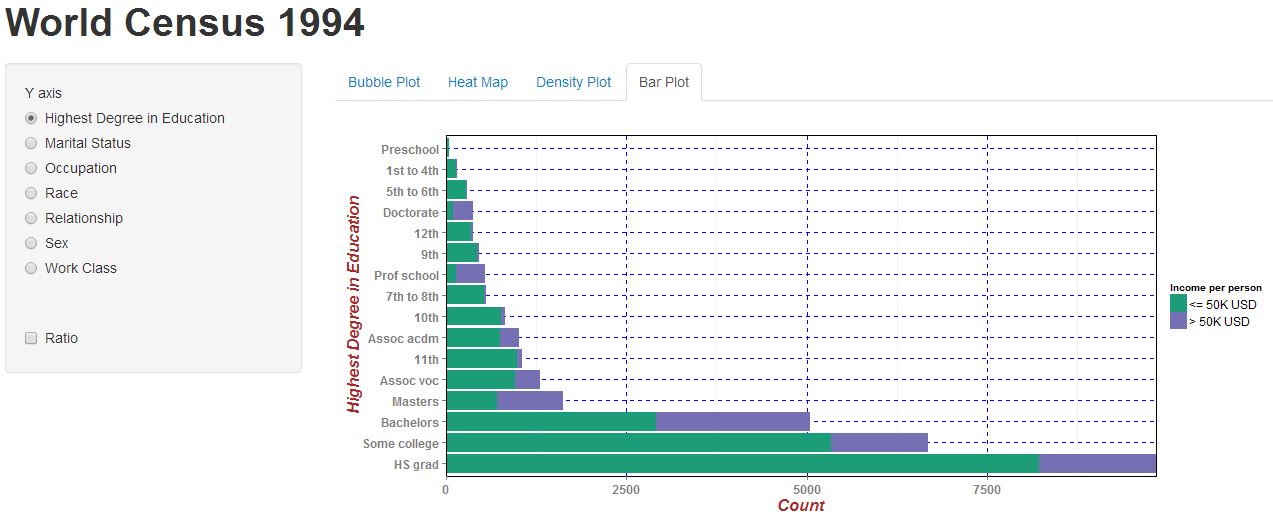 World Census 1994
Y axis
Highest Degree in Education
Marital Status
Occupation
Race
Relationship
Sex
Work Class
Ratio
Bubble Plot
Heat Map
Density Plot
Bar Plot
Highest Degree in Education
Preschool
1st to 4th
5th to 6th
Doctorate
12th
9th
Prof school
7th to 8th
10th
Assoc acdm
11th
Assoc voc
Masters
Bachelors
Some college
HS grad
0 2500 5000 7500
Count
Income per person
<= 50K USD
> 50K USD